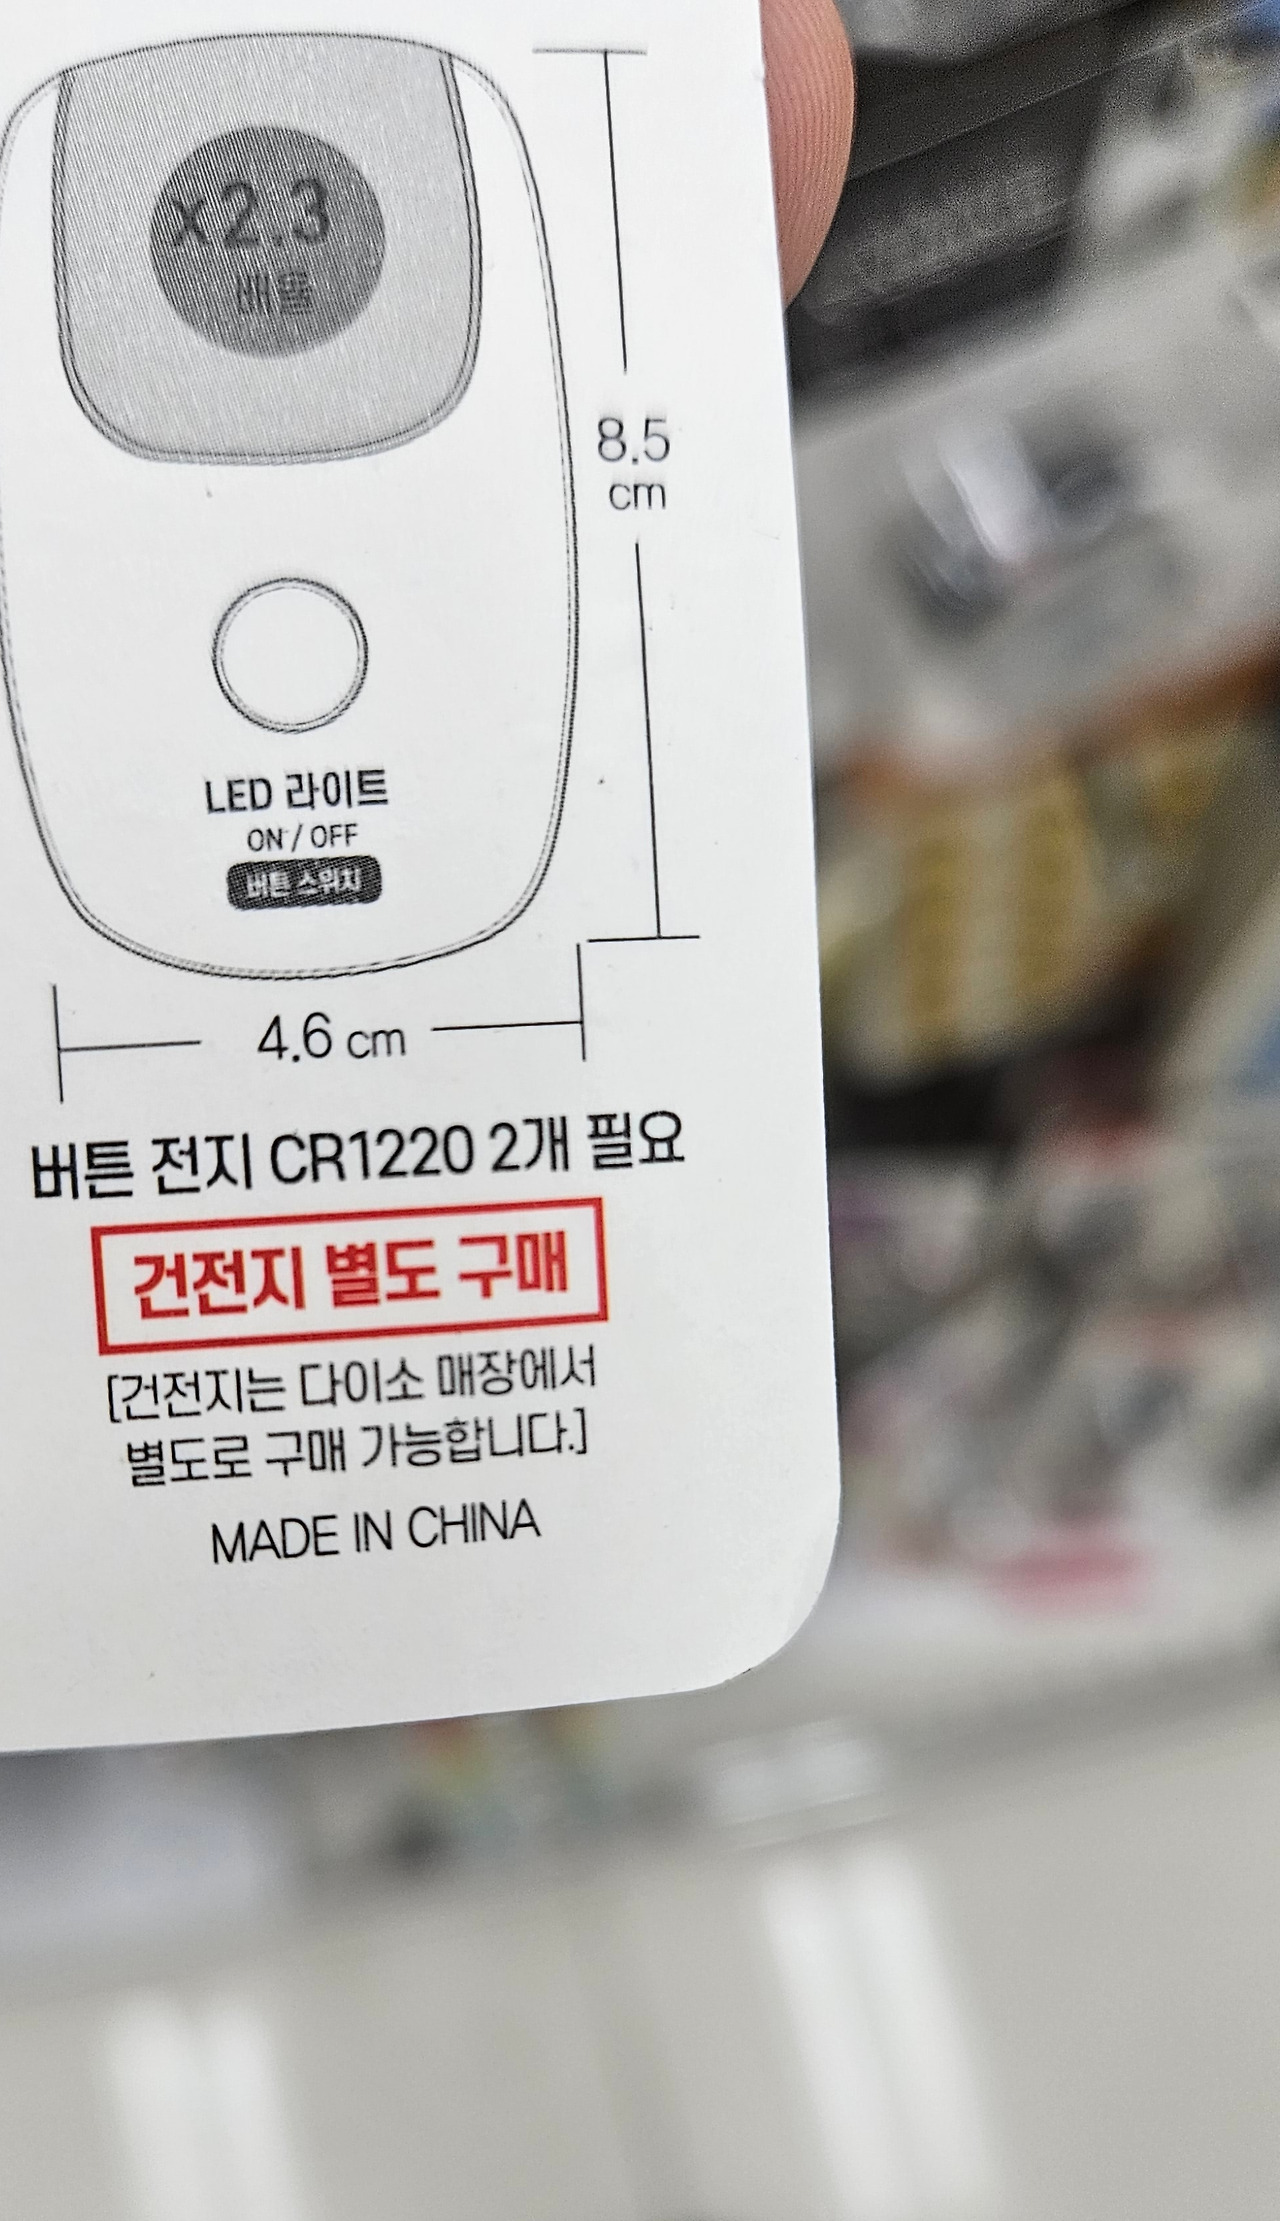 x2.3
배율
8.5
cm
LED 라이트
ON / OFF
버튼 스위치
4.6 cm
버튼 전지 CR1220 2개 필요
건전지 별도 구매
[건전지는 다이소 매장에서
별도로 구매 가능합니다.]
MADE IN CHINA